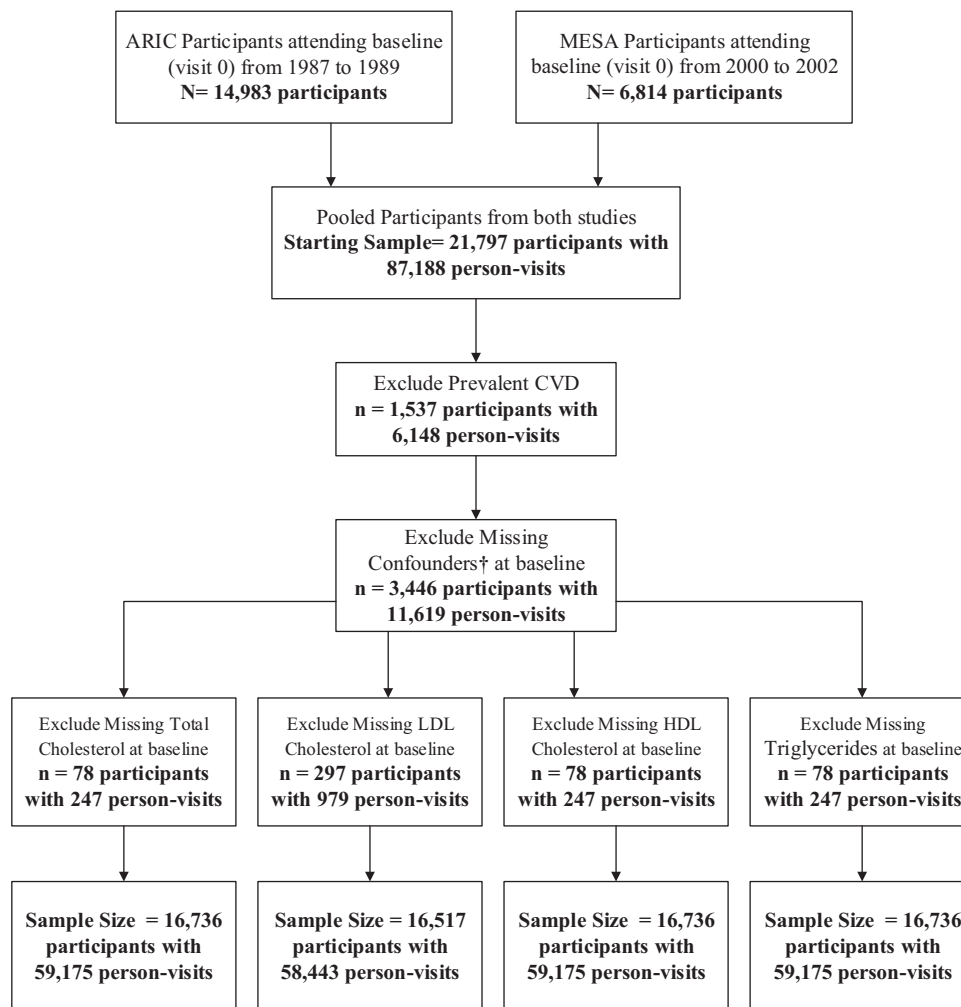 ARIC Participants attending baseline
(visit 0) from 1987 to 1989
N= 14,983 participants
MESA Participants attending
baseline (visit 0) from 2000 to 2002
N= 6,814 participants
Pooled Participants from both studies
Starting Sample= 21,797 participants with
87,188 person-visits
Exclude Prevalent CVD
n = 1,537 participants with
6,148 person-visits
Exclude Missing
Confounders† at baseline
n = 3,446 participants with
11,619 person-visits
Exclude Missing Total
Cholesterol at baseline
n = 78 participants
with 247 person-visits
Exclude Missing LDL
Cholesterol at baseline
n = 297 participants
with 979 person-visits
Exclude Missing HDL
Cholesterol at baseline
n = 78 participants
with 247 person-visits
Exclude Missing
Triglycerides at baseline
n = 78 participants
with 247 person-visits
Sample Size = 16,736
participants with
59,175 person-visits
Sample Size = 16,517
participants with
58,443 person-visits
Sample Size = 16,736
participants with
59,175 person-visits
Sample Size = 16,736
participants with
59,175 person-visits